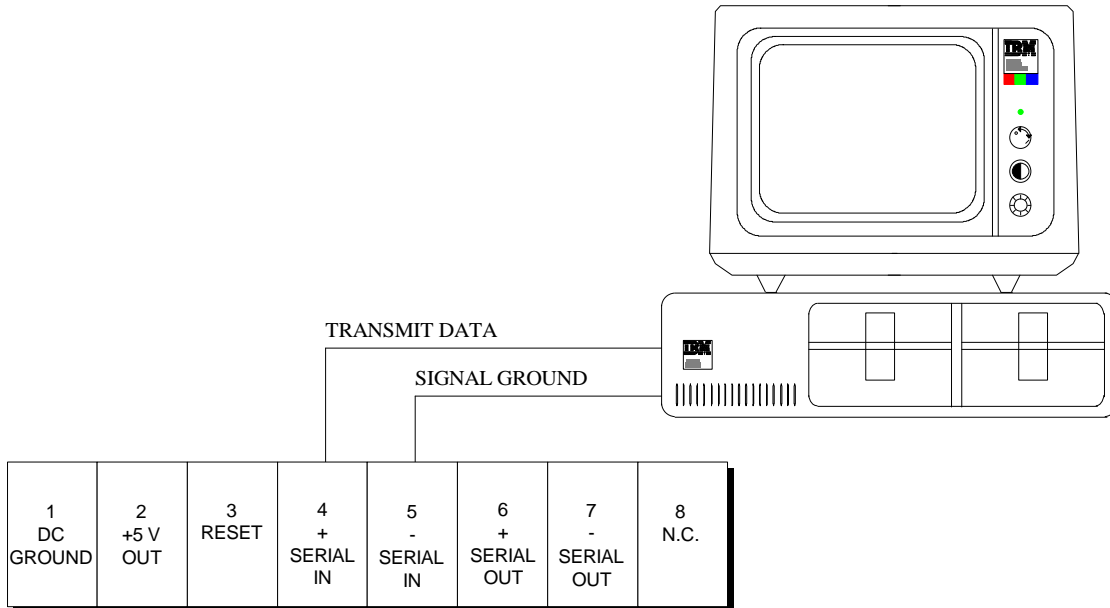 IBM
TRANSMIT DATA
IBM
SIGNAL GROUND
1
DC
GROUND
2
+5 V
OUT
3
RESET
4
+
SERIAL
IN
5
-
SERIAL
IN
6
+
SERIAL
OUT
7
-
SERIAL
OUT
8
N.C.